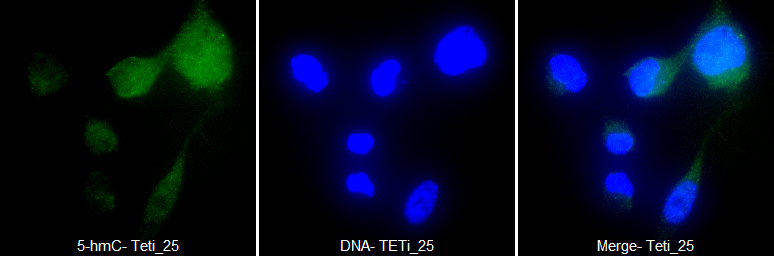 5-hmC- Teti_25
DNA- TETi_25
Merge- Teti_25